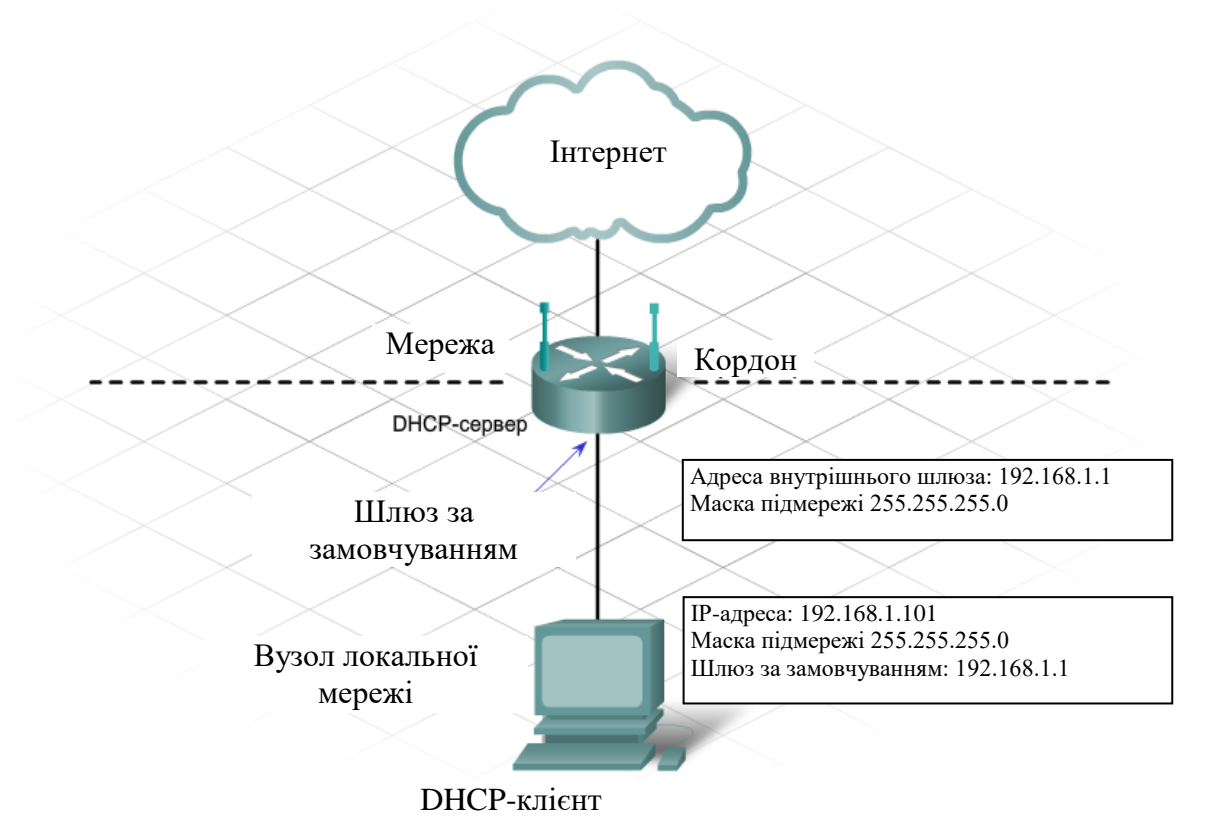 Інтернет
Мережа
Кордон
DHCP-сервер
Шлюз за
замовчуванням
Адреса внутрішнього шлюза: 192.168.1.1
Маска підмережі 255.255.255.0
Вузол локальної
мережі
IP-адреса: 192.168.1.101
Маска підмережі 255.255.255.0
Шлюз за замовчуванням: 192.168.1.1
DHCP-клієнт